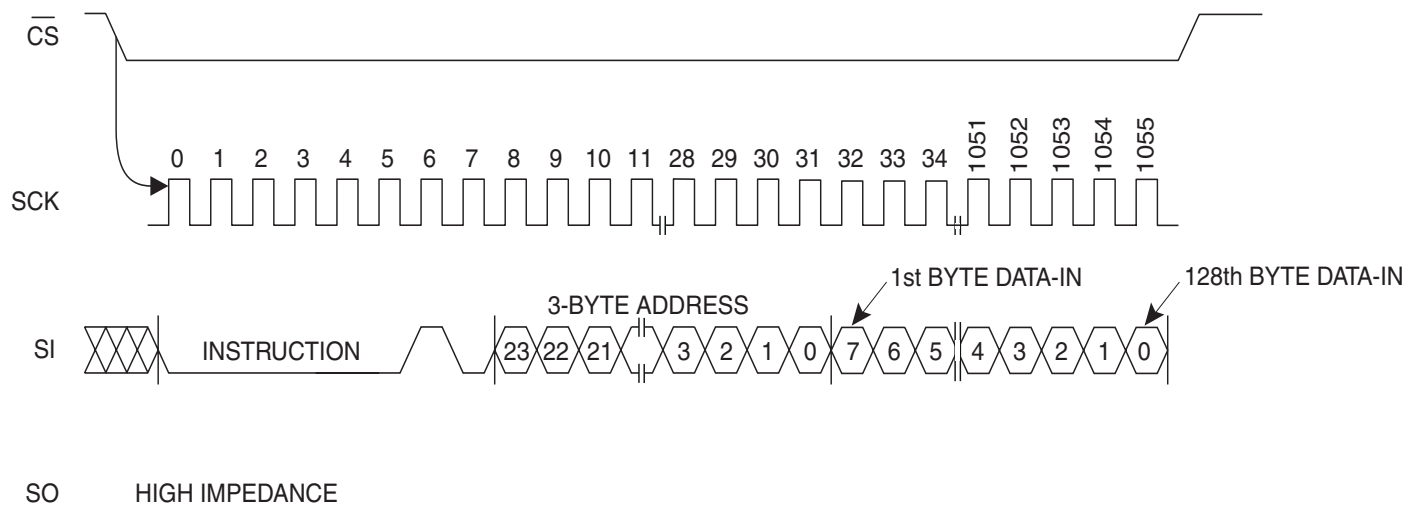 CS
0 1 2 3 4 5 6 7 8 9 10 11 28 29 30 31 32 33 34 1051 1052 1053 1054 1055
SCK
1st BYTE DATA-IN 128th BYTE DATA-IN
3-BYTE ADDRESS
SI INSTRUCTION 23 22 21 3 2 1 0 7 6 5 4 3 2 1 0
SO HIGH IMPEDANCE